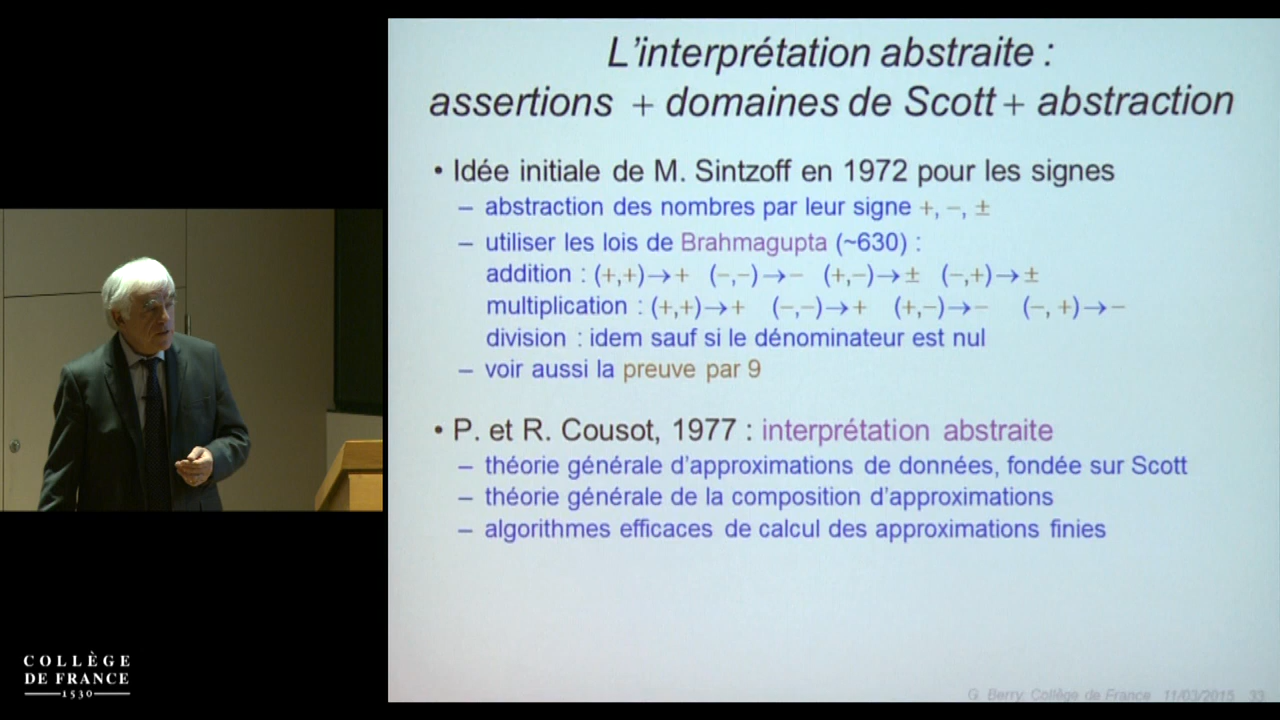 L'interprétation abstraite :
assertions + domaines de Scott + abstraction
• Idée initiale de M. Sintzoff en 1972 pour les signes
– abstraction des nombres par leur signe +, –, ±
– utiliser les lois de Brahmagupta (~630) :
addition : (+,+)→+ (–,–)→– (+,–)→± (–,+)→±
multiplication : (+,+)→+ (–,–)→+ (+,–)→– (–, +)→–
division : idem sauf si le dénominateur est nul
– voir aussi la preuve par 9
• P. et R. Cousot, 1977 : interprétation abstraite
– théorie générale d'approximations de données, fondée sur Scott
– théorie générale de la composition d'approximations
– algorithmes efficaces de calcul des approximations finies
COLLÈGE
DE FRANCE
1530
G. Berry, Collège de France 11/03/2015 33